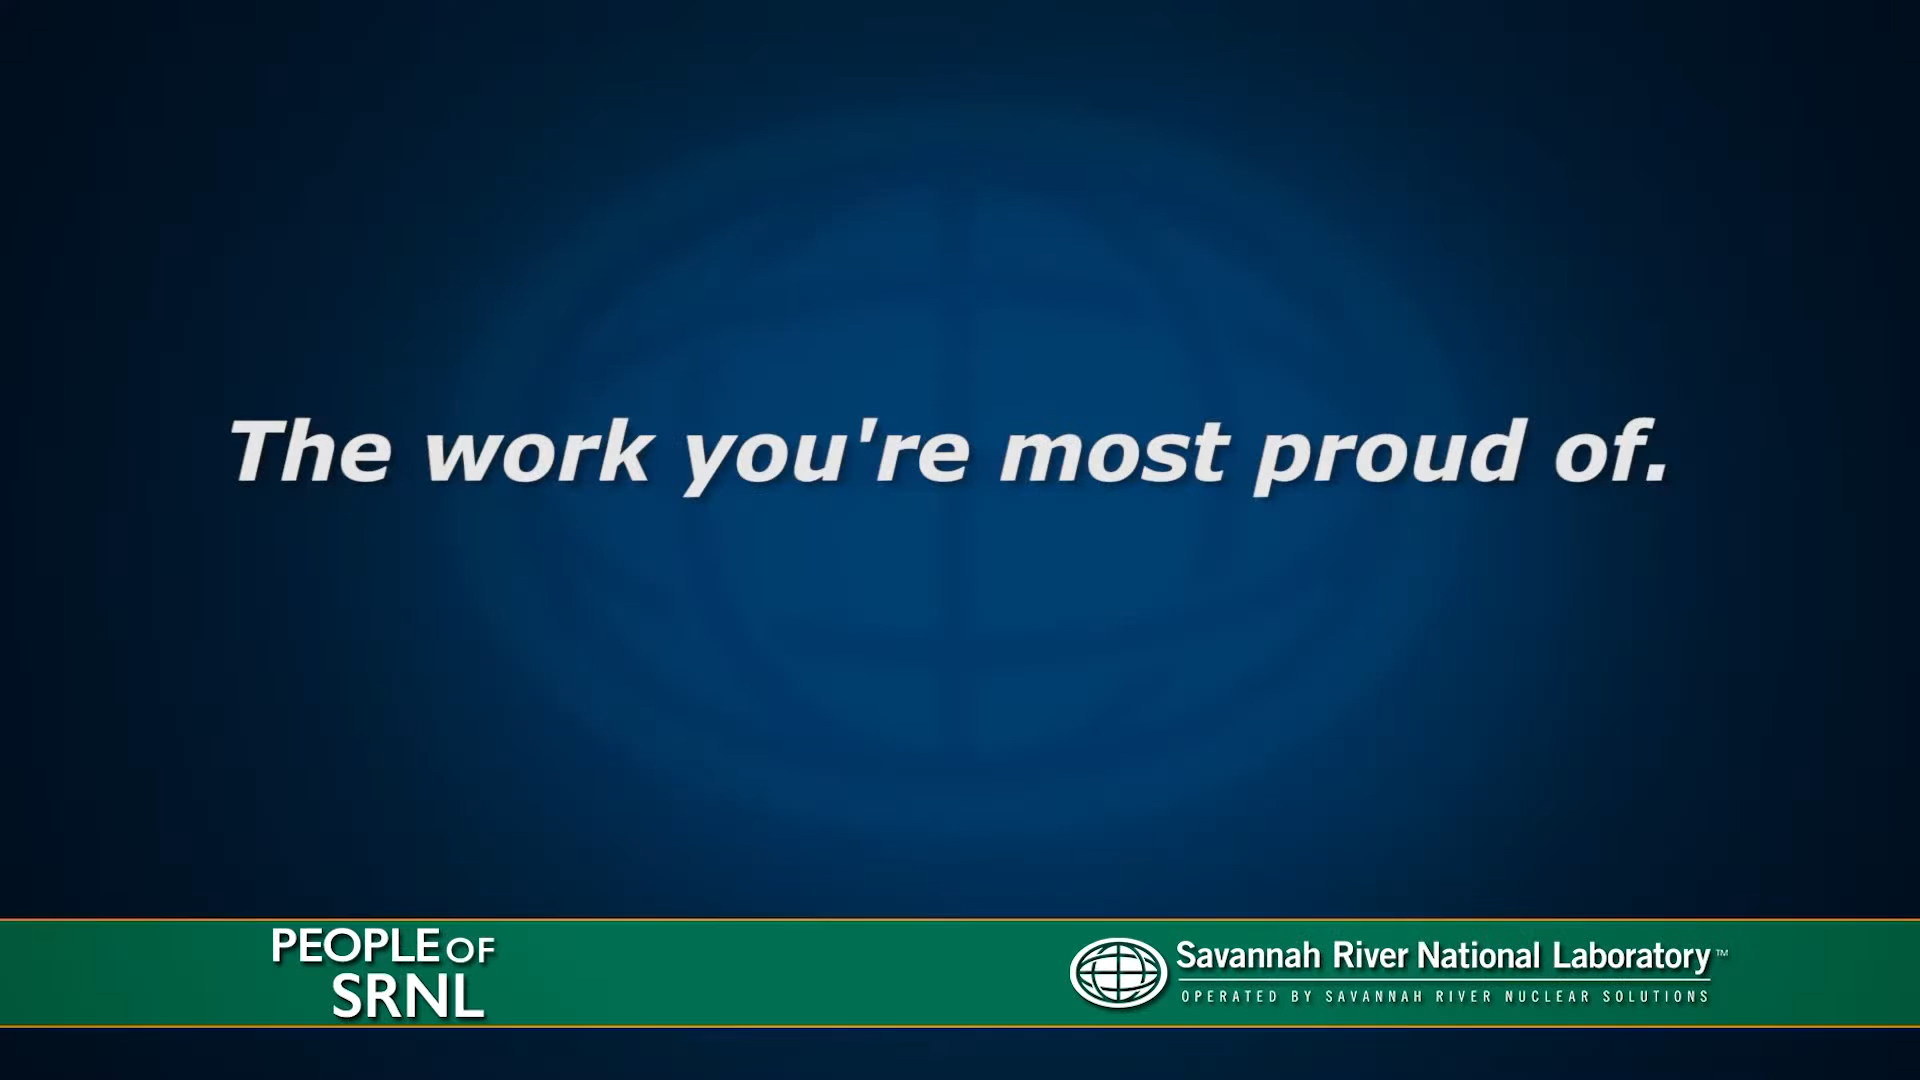 The work you're most proud of.
PEOPLE OF
SRNL
Savannah River National Laboratory™
OPERATED BY SAVANNAH RIVER NUCLEAR SOLUTIONS